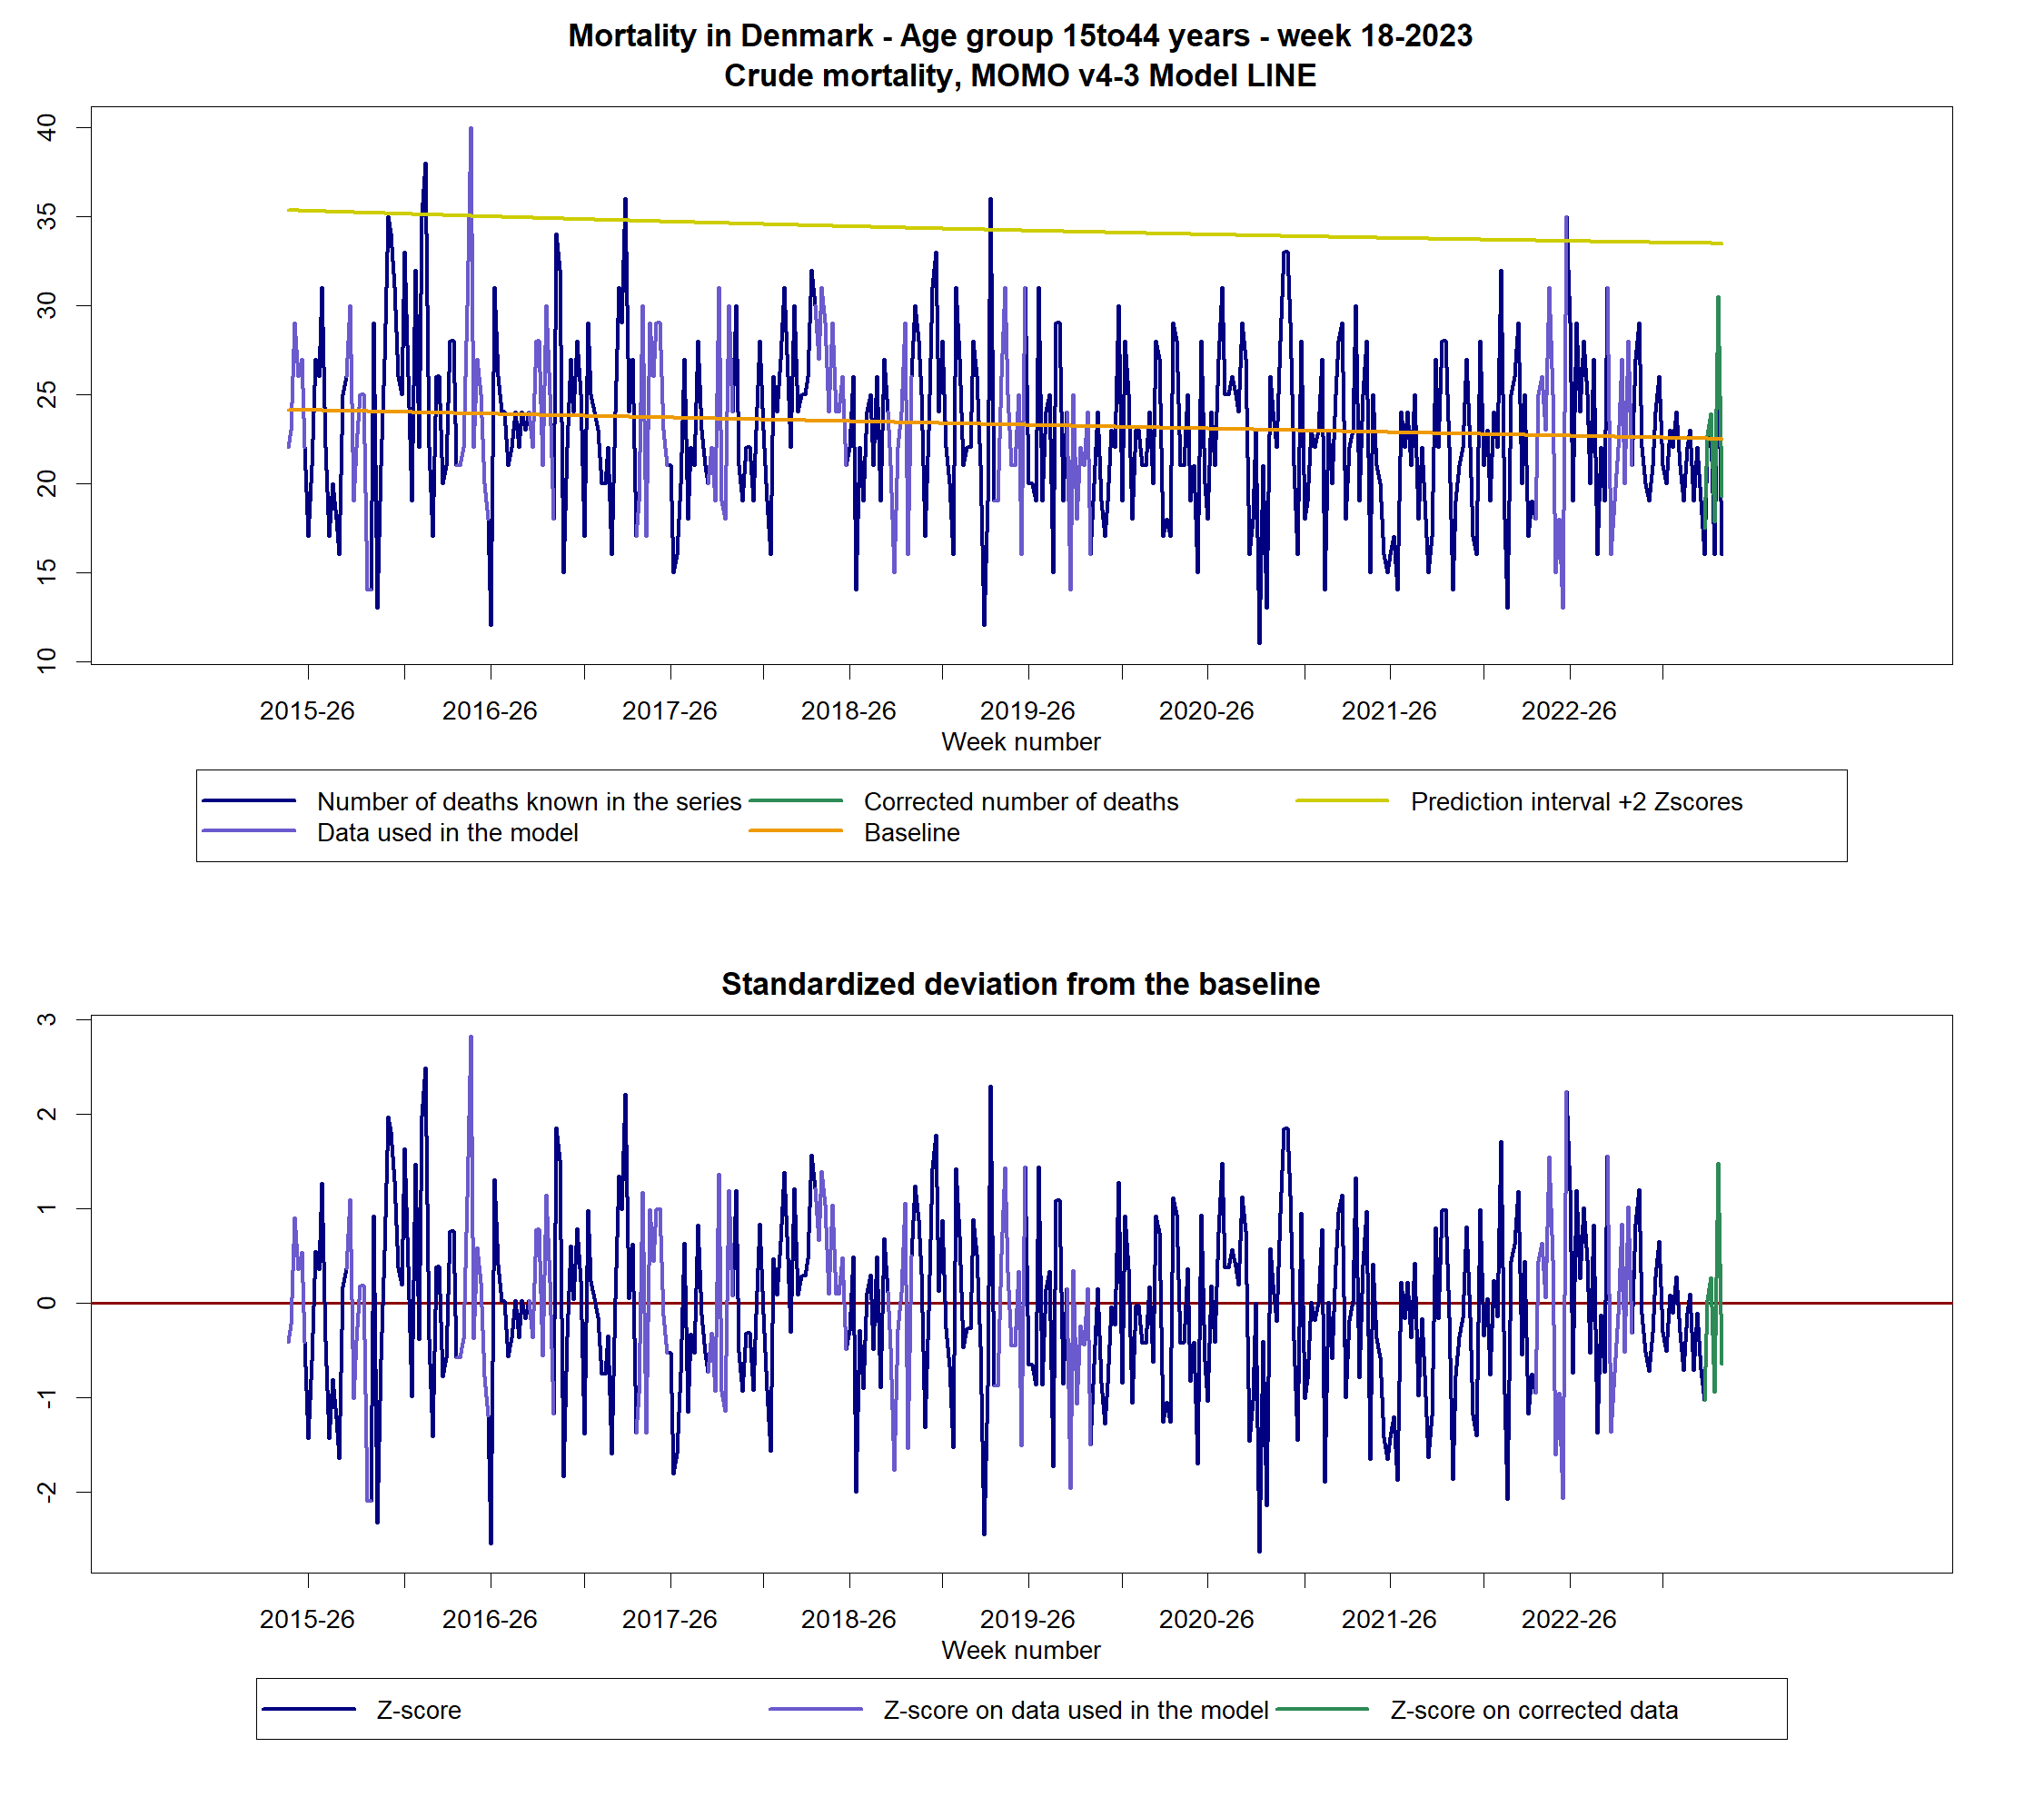 Mortality in Denmark - Age group 15to44 years - week 18-2023
Crude mortality, MOMO v4-3 Model LINE
40
35
30
25
20
15
10
2015-26 2016-26 2017-26 2018-26 2019-26 2020-26 2021-26 2022-26
Week number
Number of deaths known in the series Corrected number of deaths Prediction interval +2 Zscores
Data used in the model Baseline
Standardized deviation from the baseline
3
2
1
0
-1
-2
2015-26 2016-26 2017-26 2018-26 2019-26 2020-26 2021-26 2022-26
Week number
Z-score Z-score on data used in the model Z-score on corrected data